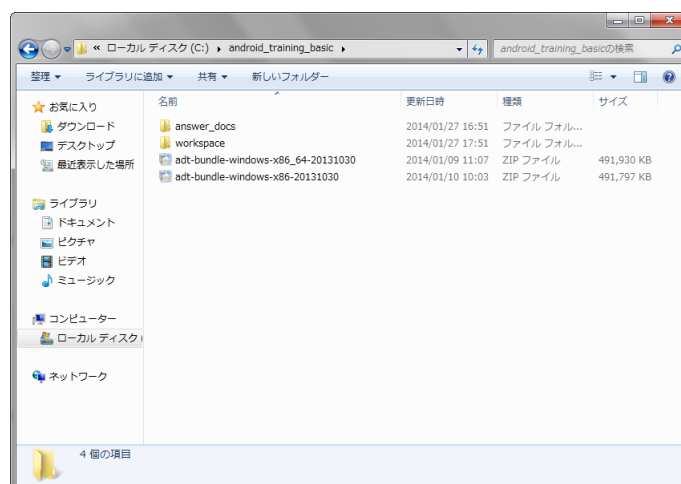 « ローカル ディスク (C:) ▸ android_training_basic ▸
android_training_basicの検索
整理 ▾ ライブラリに追加 ▾ 共有 ▾ 新しいフォルダー
名前 更新日時 種類 サイズ
answer_docs 2014/01/27 16:51 ファイル フォル...
workspace 2014/01/27 17:51 ファイル フォル...
adt-bundle-windows-x86_64-20131030 2014/01/09 11:07 ZIP ファイル 491,930 KB
adt-bundle-windows-x86-20131030 2014/01/10 10:03 ZIP ファイル 491,797 KB
お気に入り
ダウンロード
デスクトップ
最近表示した場所
ライブラリ
ドキュメント
ピクチャ
ビデオ
ミュージック
コンピューター
ローカル ディスク
ネットワーク
4 個の項目